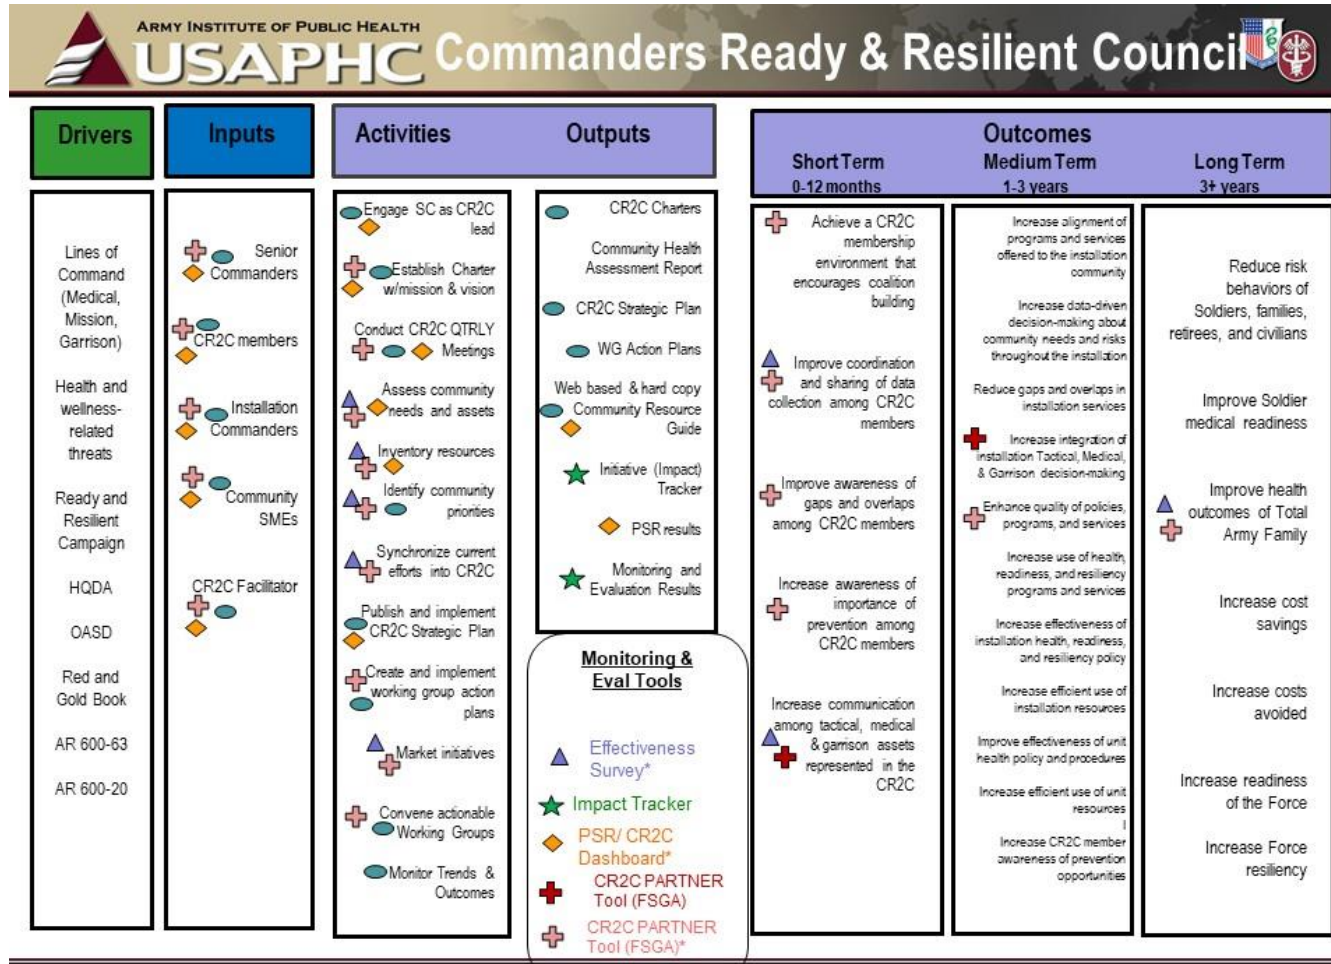 ARMY INSTITUTE OF PUBLIC HEALTH
USAPHC
Commanders Ready & Resilient Council
Drivers
Lines of
Command
(Medical,
Mission,
Garrison)
Health and
wellness-
related
threats
Ready and
Resilient
Campaign
HQDA
OASD
Red and
Gold Book
AR 600-63
AR 600-20
Inputs
Senior
Commanders
CR2C members
Installation
Commanders
Community
SMEs
CR2C Facilitator
Activities
Engage SC as CR2C
lead
Establish Charter
w/mission & vision
Conduct CR2C QTRLY
Meetings
Assess community
needs and assets
Inventory resources
Identify community
priorities
Synchronize current
efforts into CR2C
Publish and implement
CR2C Strategic Plan
Create and implement
working group action
plans
Market initiatives
Convene actionable
Working Groups
Monitor Trends &
Outcomes
Outputs
CR2C Charters
Community Health
Assessment Report
CR2C Strategic Plan
WG Action Plans
Web based & hard copy
Community Resource
Guide
Initiative (Impact)
Tracker
PSR results
Monitoring and
Evaluation Results
Monitoring &
Eval Tools
Effectiveness
Survey*
Impact Tracker
PSR/ CR2C
Dashboard*
CR2C PARTNER
Tool (FSGA)
CR2C PARTNER
Tool (FSGA)*
Outcomes
Short Term
0-12 months
Achieve a CR2C
membership
environment that
encourages coalition
building
Improve coordination
and sharing of data
collection among CR2C
members
Improve awareness of
gaps and overlaps
among CR2C members
Increase awareness of
importance of
prevention among
CR2C members
Increase communication
among tactical, medical
& garrison assets
represented in the
CR2C
Medium Term
1-3 years
Increase alignment of
programs and services
offered to the installation
community
Increase data-driven
decision-making about
community needs and risks
throughout the installation
Reduce gaps and overlaps in
installation services
Increase integration of
installation Tactical, Medical,
& Garrison decision-making
Enhance quality of policies,
programs, and services
Increase use of health,
readiness, and resiliency
programs and services
Increase effectiveness of
installation health, readiness,
and resiliency policy
Increase efficient use of
installation resources
Improve effectiveness of unit
health policy and procedures
Increase efficient use of unit
resources
I
Increase CR2C member
awareness of prevention
opportunities
Long Term
3+ years
Reduce risk
behaviors of
Soldiers, families,
retirees, and civilians
Improve Soldier
medical readiness
Improve health
outcomes of Total
Army Family
Increase cost
savings
Increase costs
avoided
Increase readiness
of the Force
Increase Force
resiliency